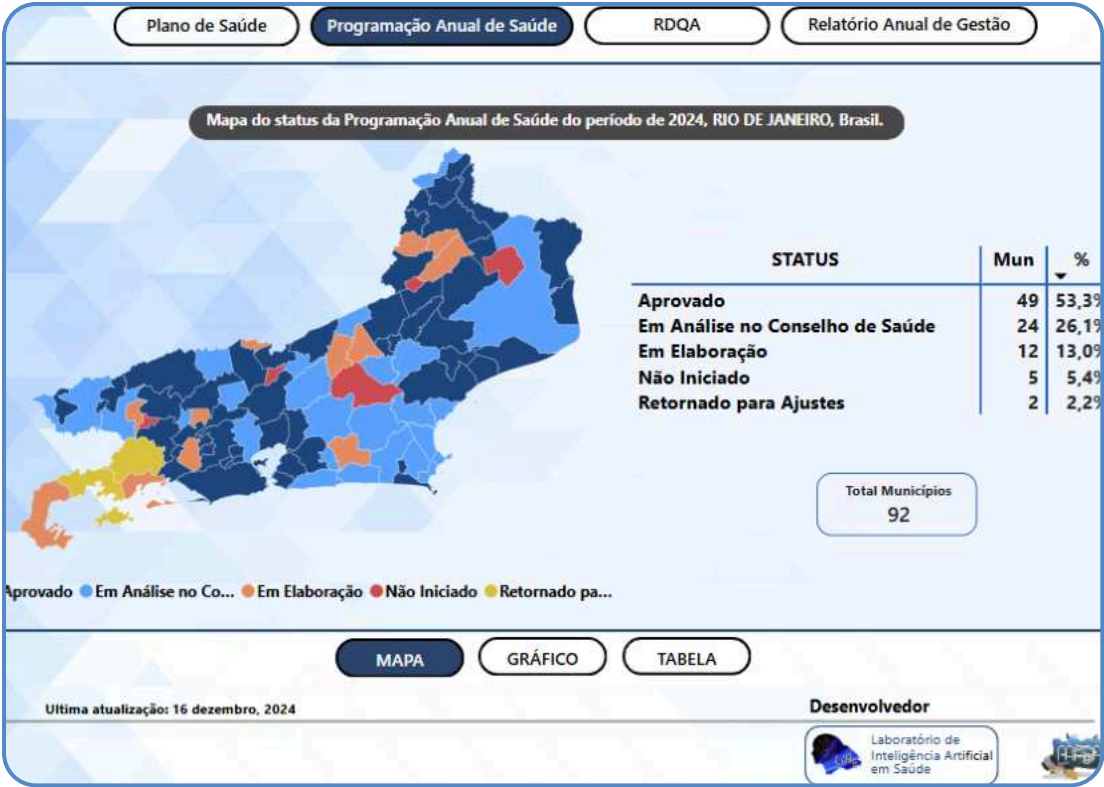 Plano de Saúde
Programação Anual de Saúde
RDQA
Relatório Anual de Gestão
Mapa do status da Programação Anual de Saúde do período de 2024, RIO DE JANEIRO, Brasil.
STATUS Mun %
Aprovado 49 53,3%
Em Análise no Conselho de Saúde 24 26,1%
Em Elaboração 12 13,0%
Não Iniciado 5 5,4%
Retornado para Ajustes 2 2,2%
Total Municípios
92
Aprovado Em Análise no Co... Em Elaboração Não Iniciado Retornado pa...
MAPA
GRÁFICO
TABELA
Ultima atualização: 16 dezembro, 2024
Desenvolvedor
Laboratório de
Inteligência Artificial
em Saúde